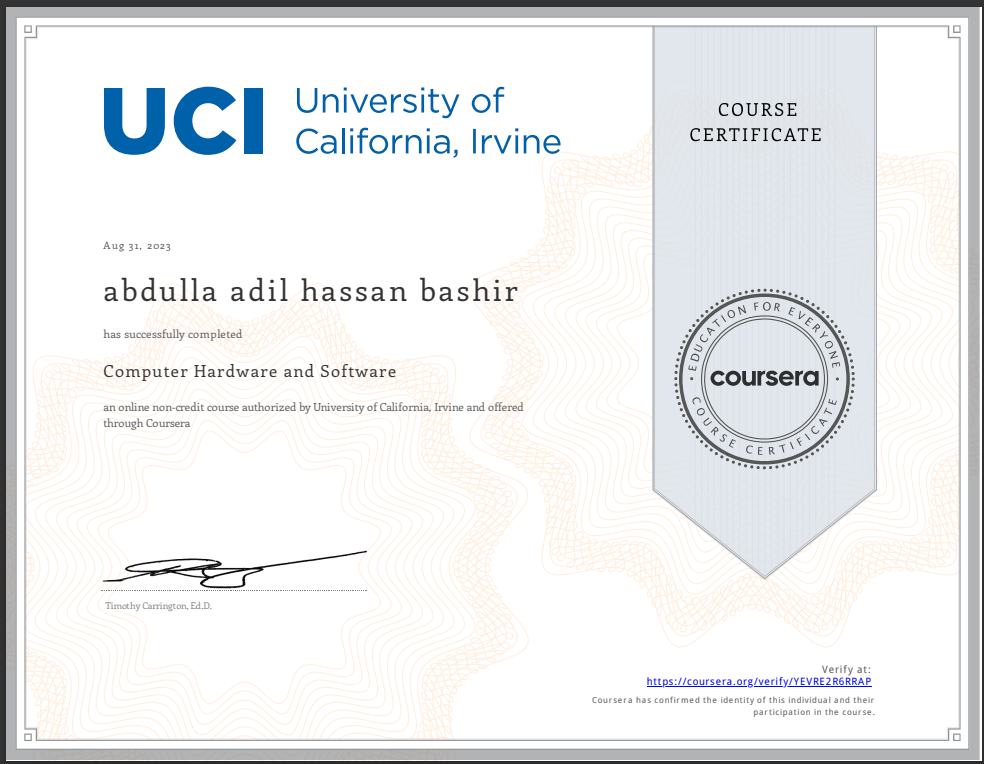 UCI University of
California, Irvine
COURSE
CERTIFICATE
Aug 31, 2023
abdulla adil hassan bashir
has successfully completed
Computer Hardware and Software
an online non-credit course authorized by University of California, Irvine and offered
through Coursera
EDUCATION FOR EVERYONE
coursera
COURSE CERTIFICATE
Timothy Carrington, Ed.D.
Verify at:
https://coursera.org/verify/YEVRE2R6RRAP
Coursera has confirmed the identity of this individual and their
participation in the course.